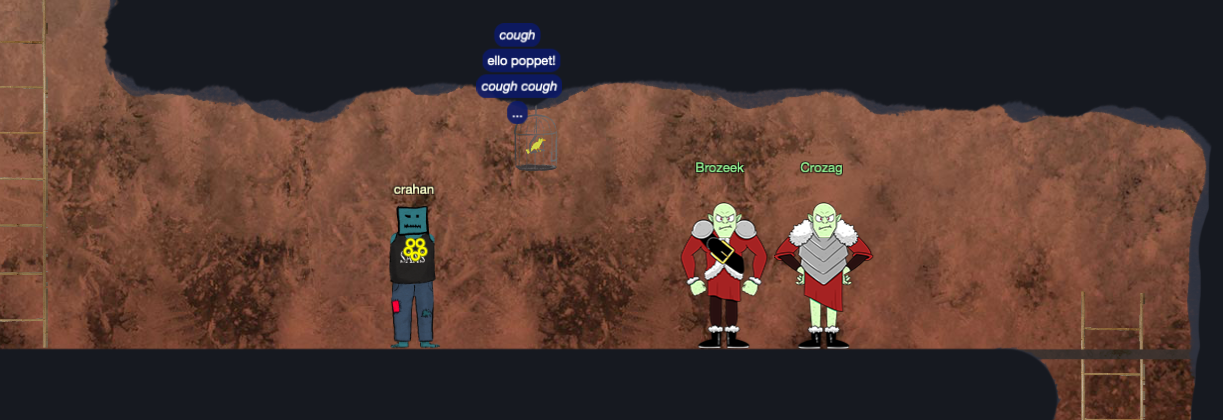 cough
ello poppet!
cough cough
...
Brozeek
Crozag
crahan